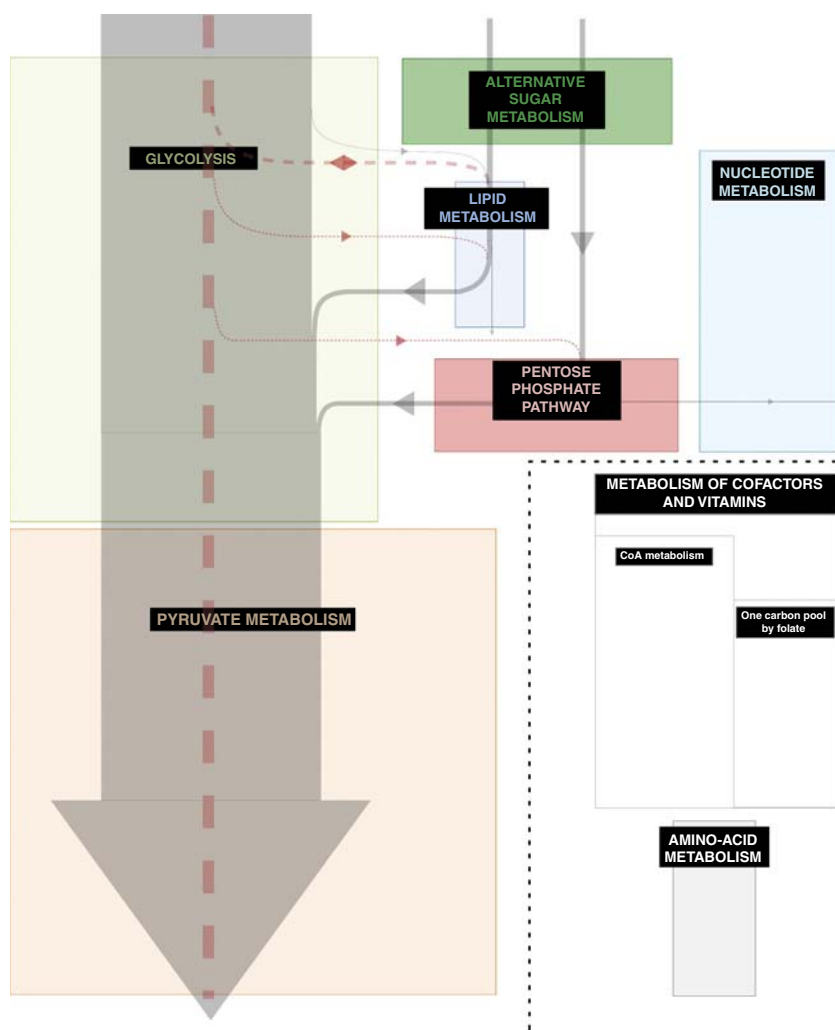 ALTERNATIVE
SUGAR
METABOLISM
GLYCOLYSIS
NUCLEOTIDE
METABOLISM
LIPID
METABOLISM
PENTOSE
PHOSPHATE
PATHWAY
METABOLISM OF COFACTORS
AND VITAMINS
CoA metabolism
One carbon pool
by folate
PYRUVATE METABOLISM
AMINO-ACID
METABOLISM